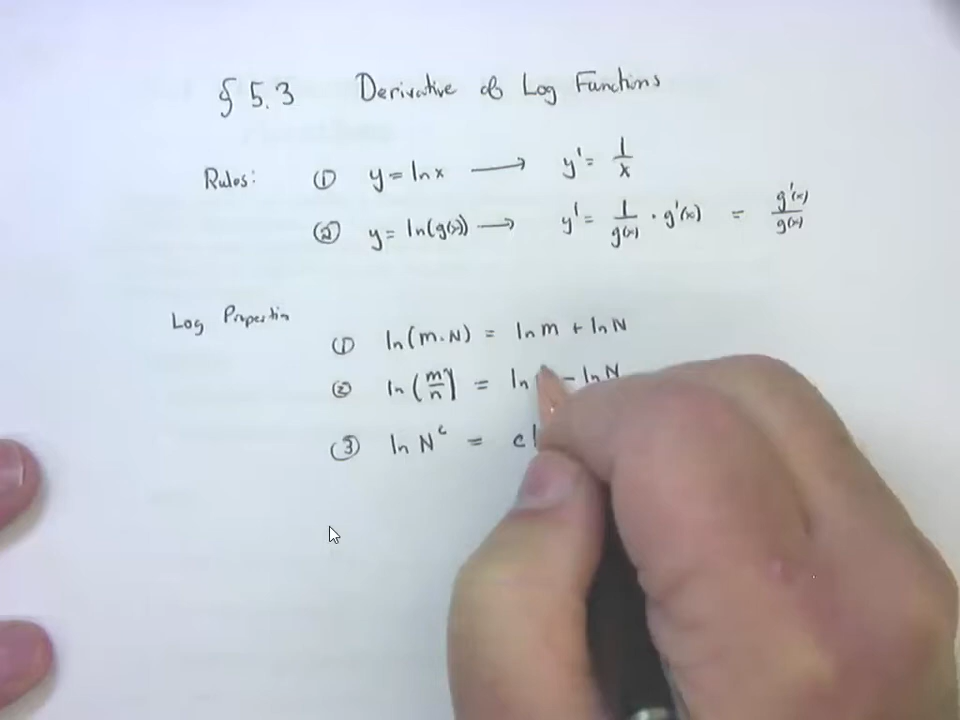 § 5.3 Derivative of Log Functions
Rules: ① y = ln x → y' = 1/x
② y = ln(g(x)) → y' = 1/g(x) · g'(x) = g'(x)/g(x)
Log Properties
① ln(m·N) = ln m + ln N
② ln(m/n) = ln − ln N
③ ln N^c = c